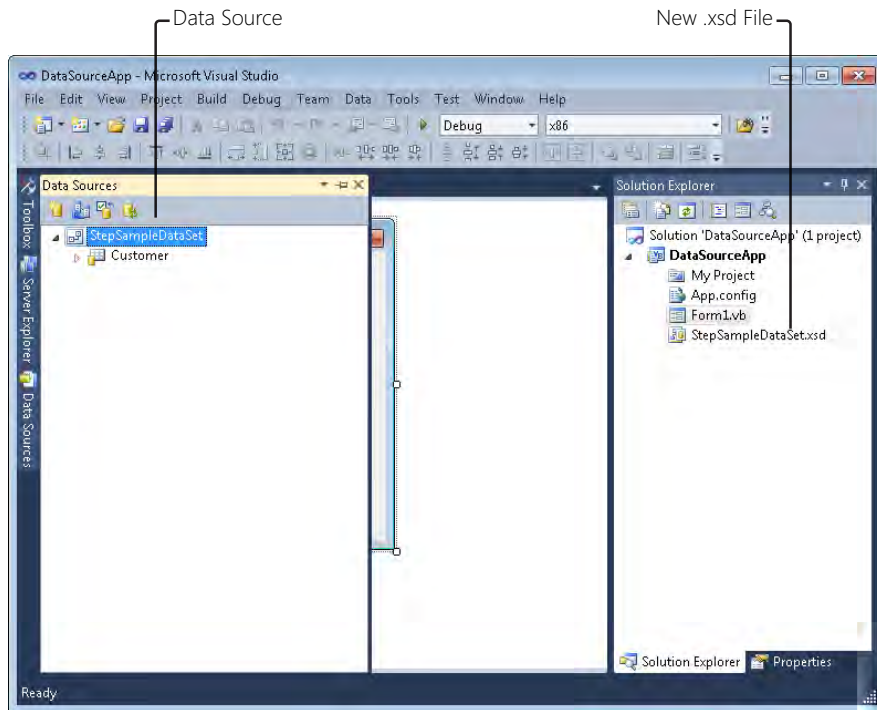 Data Source
New .xsd File
DataSourceApp - Microsoft Visual Studio
File Edit View Project Build Debug Team Data Tools Test Window Help
Debug x86
Data Sources
StepSampleDataSet
Customer
Toolbox
Server Explorer
Data Sources
Solution Explorer
Solution 'DataSourceApp' (1 project)
DataSourceApp
My Project
App.config
Form1.vb
StepSampleDataSet.xsd
Solution Explorer Properties
Ready